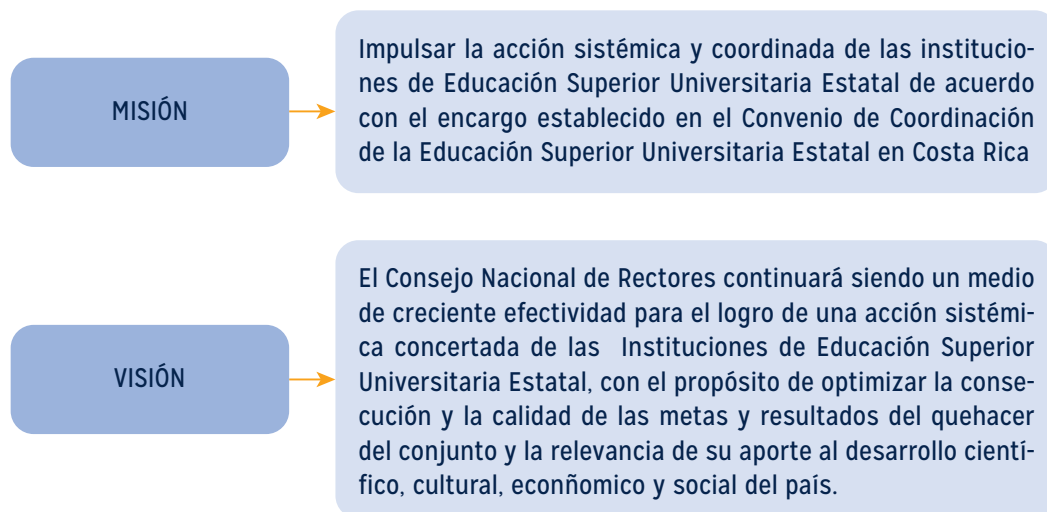 MISIÓN
Impulsar la acción sistémica y coordinada de las institucio-
nes de Educación Superior Universitaria Estatal de acuerdo
con el encargo establecido en el Convenio de Coordinación
de la Educación Superior Universitaria Estatal en Costa Rica
VISIÓN
El Consejo Nacional de Rectores continuará siendo un medio
de creciente efectividad para el logro de una acción sistémi-
ca concertada de las  Instituciones de Educación Superior
Universitaria Estatal, con el propósito de optimizar la conse-
cución y la calidad de las metas y resultados del quehacer
del conjunto y la relevancia de su aporte al desarrollo cientí-
fico, cultural, econñomico y social del país.